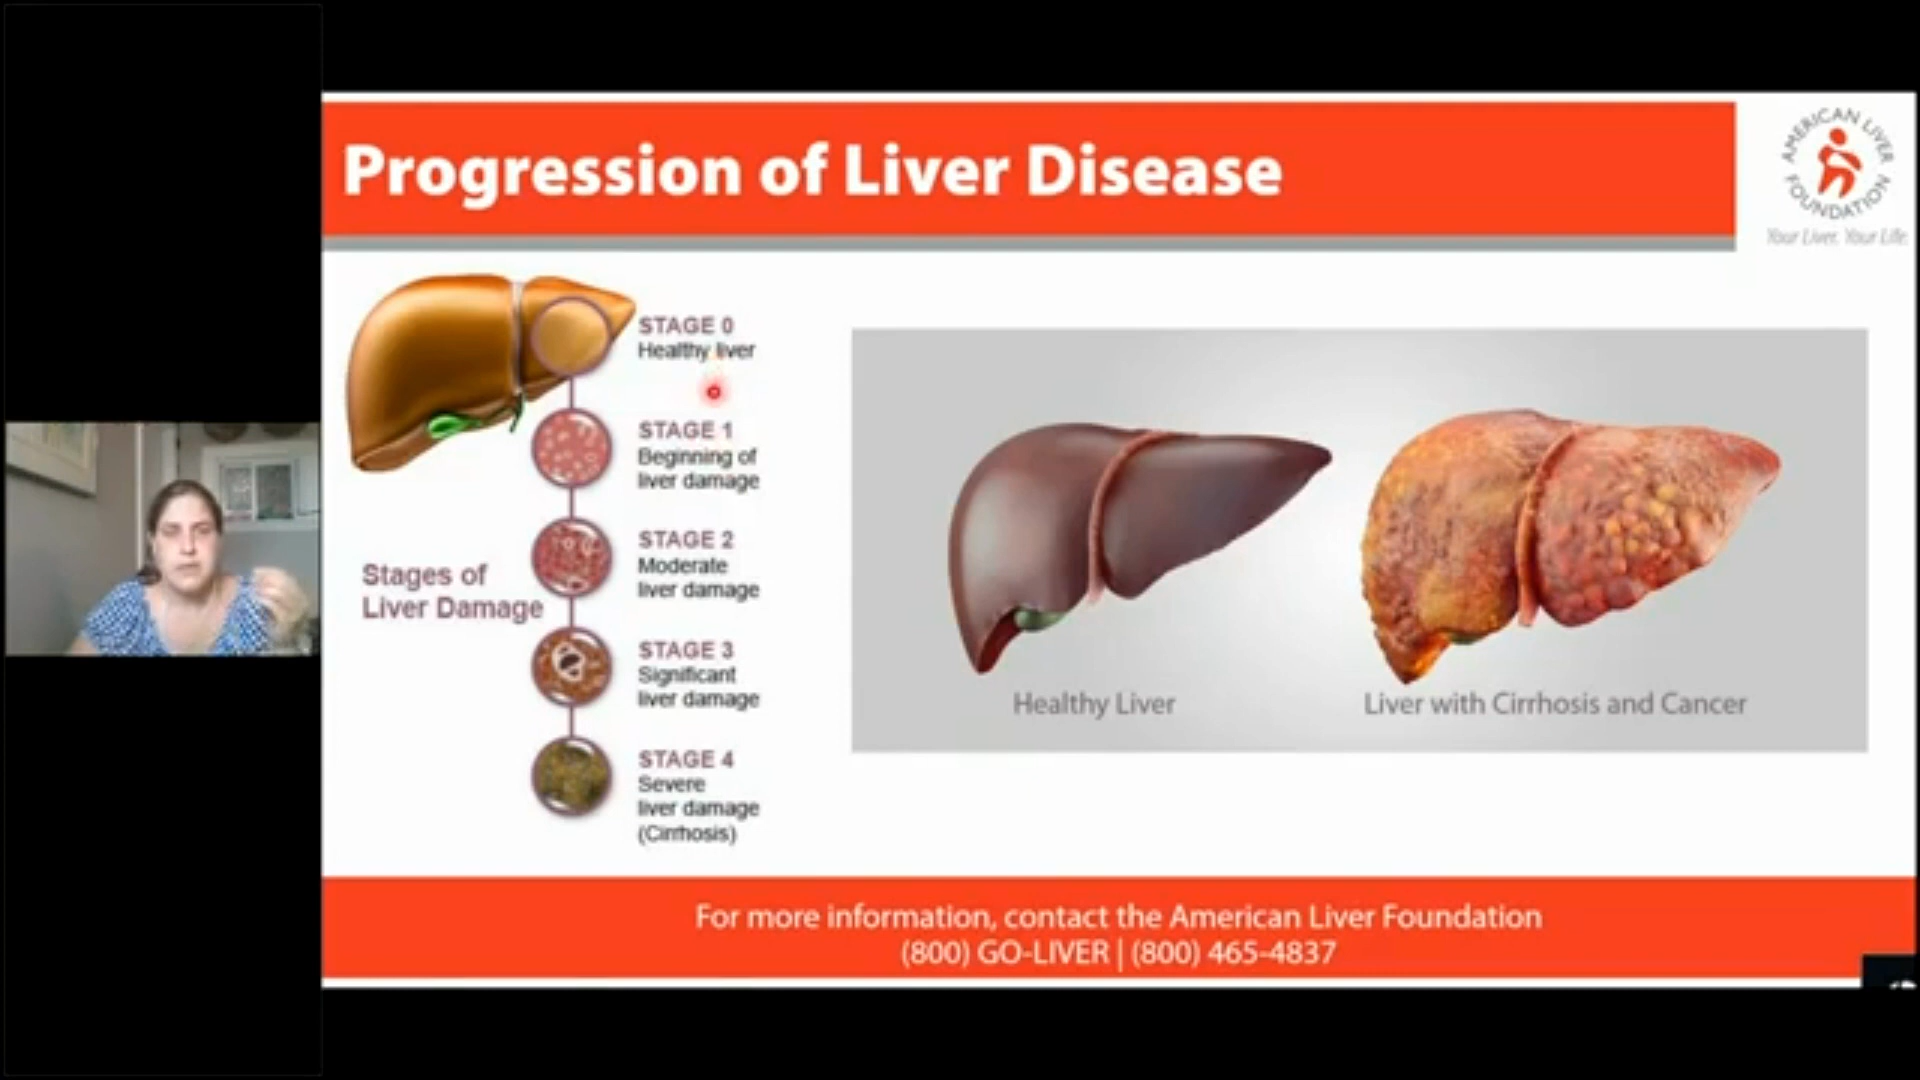 Progression of Liver Disease
AMERICAN LIVER
FOUNDATION
Your Liver. Your Life.
STAGE 0
Healthy liver
STAGE 1
Beginning of
liver damage
STAGE 2
Moderate
liver damage
Stages of
Liver Damage
STAGE 3
Significant
liver damage
STAGE 4
Severe
liver damage
(Cirrhosis)
Healthy Liver
Liver with Cirrhosis and Cancer
For more information, contact the American Liver Foundation
(800) GO-LIVER | (800) 465-4837